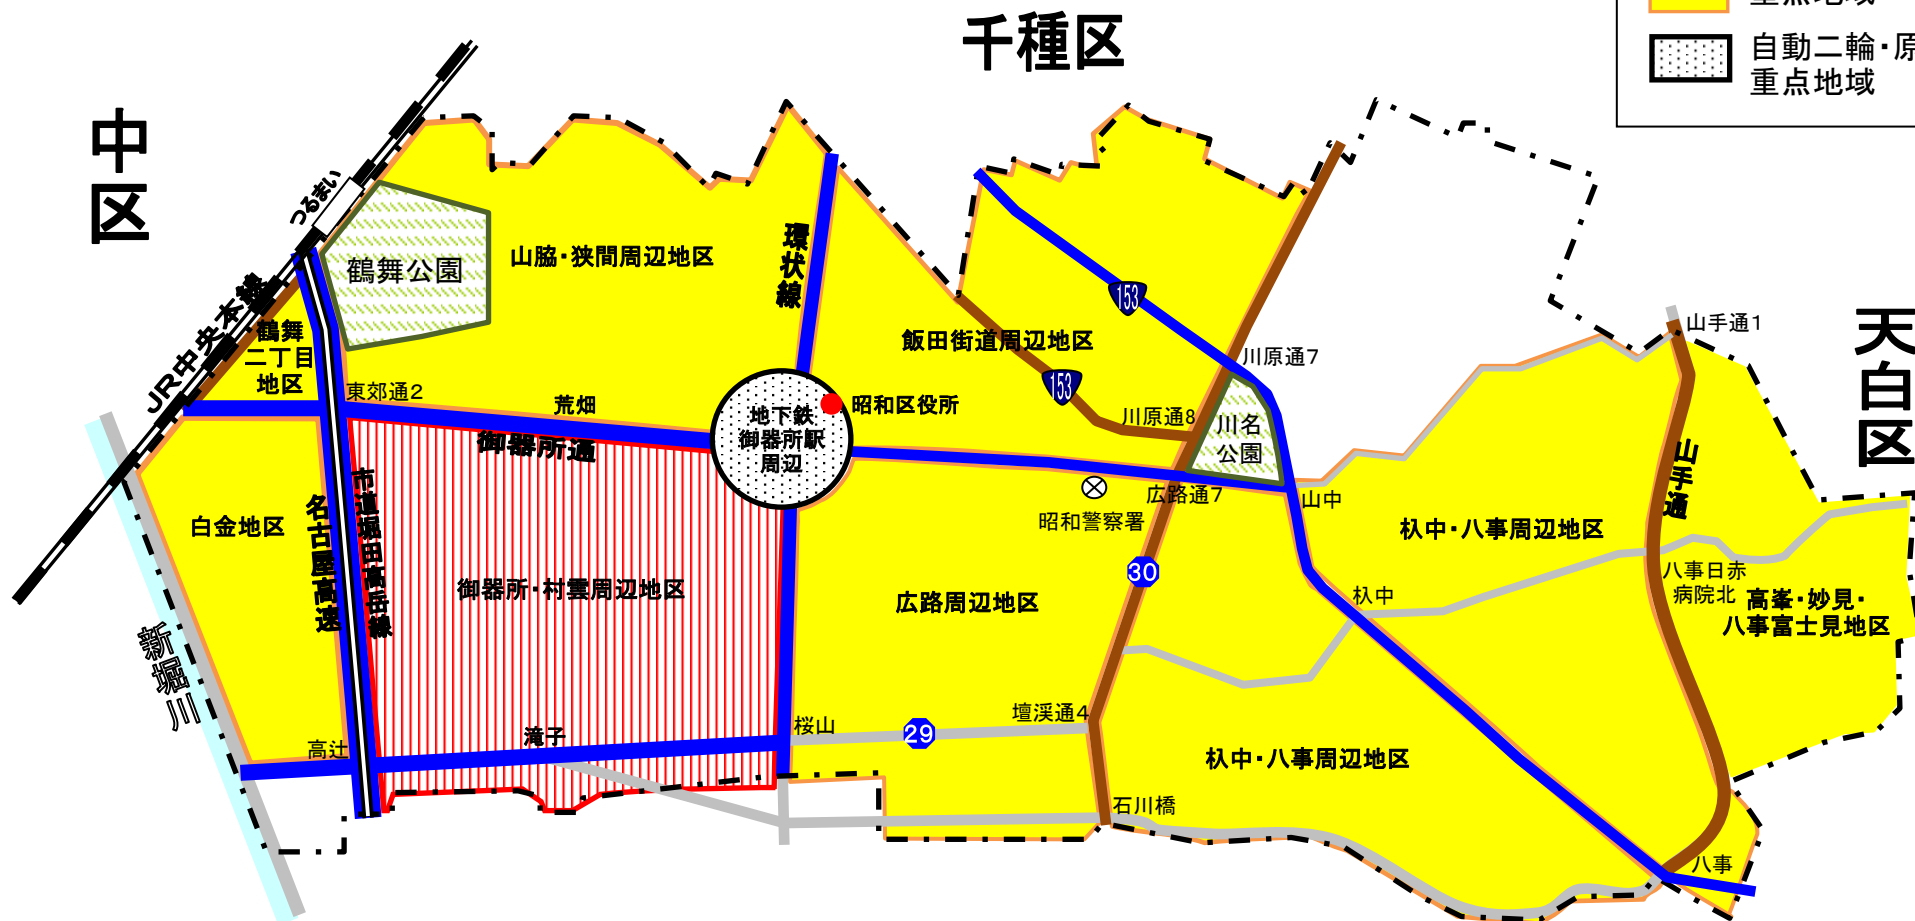 千種区
重点地域
自動二輪・原
重点地域
中区
つるまい
JR中央本線
鶴舞公園
山脇・狭間周辺地区
環状線
153
飯田街道周辺地区
153
鶴舞
二丁目
地区
東郊通2
荒畑
御器所通
地下鉄
御器所駅
周辺
昭和区役所
川原通7
川原通8
川名
公園
山手通1
天白区
山手通
市道堀田高岳線
名古屋高速
白金地区
御器所・村雲周辺地区
昭和警察署
広路通7
山中
杁中・八事周辺地区
30
広路周辺地区
杁中
八事日赤
病院北
高峯・妙見・
八事富士見地区
新堀川
高辻
滝子
桜山
29
壇渓通4
杁中・八事周辺地区
石川橋
八事